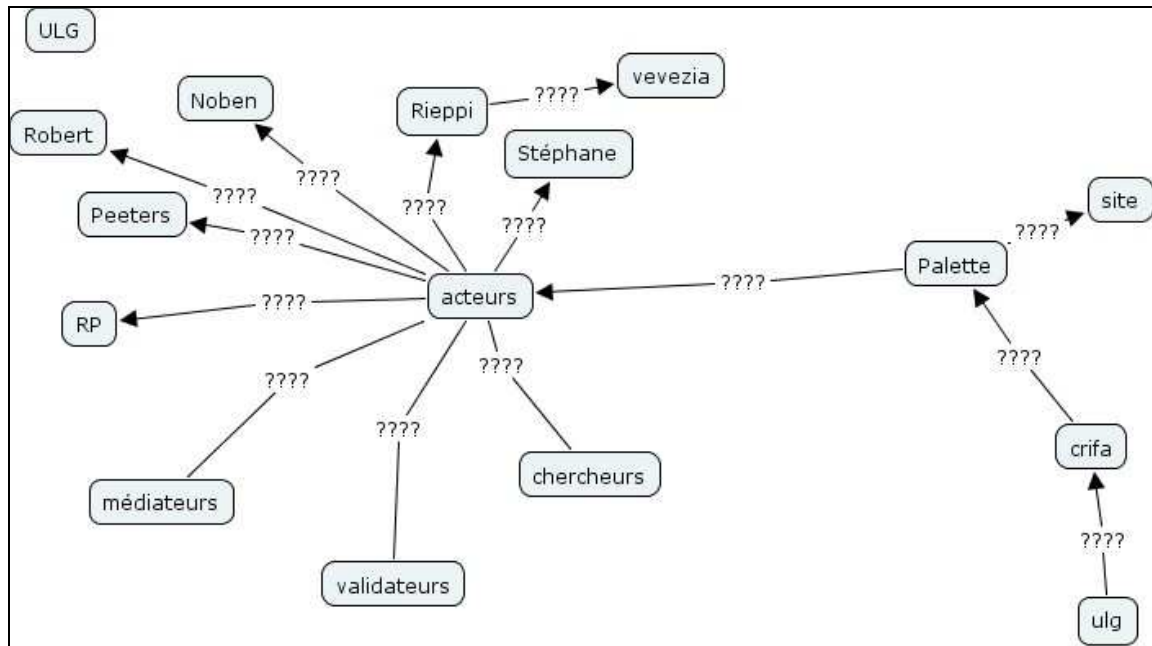 ULG
vevezia
Noben
????
Rieppi
Robert
Stéphane
????
????
site
Peeters
????
????
????
????
Palette
????
acteurs
????
RP
????
????
????
????
crifa
chercheurs
médiateurs
????
validateurs
ulg